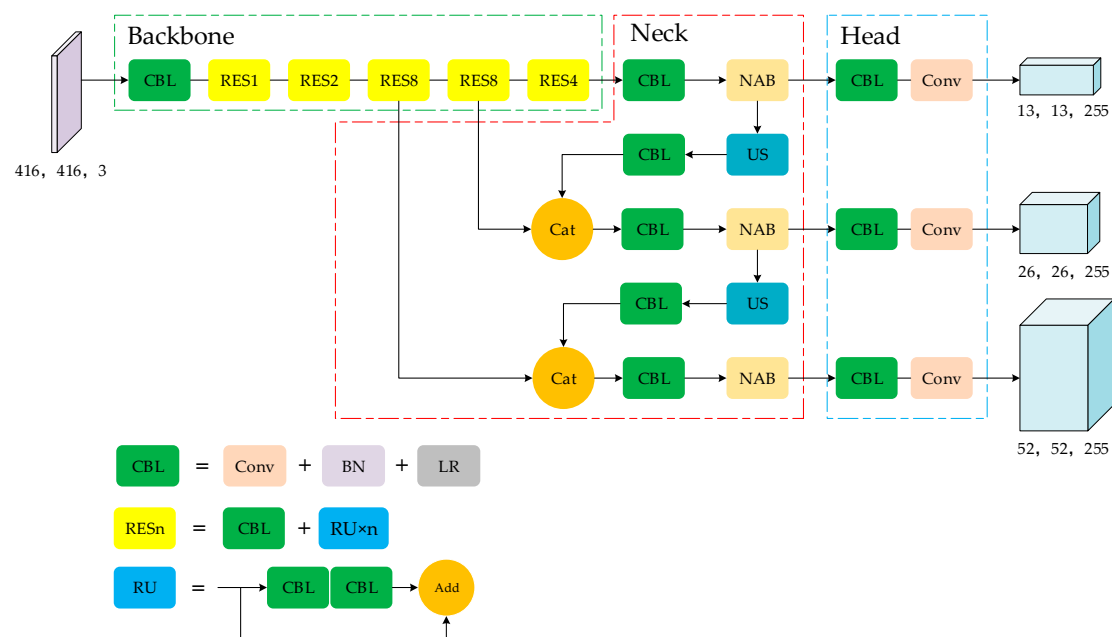 Backbone
Neck
Head
CBL RES1 RES2 RES8 RES8 RES4 CBL NAB CBL Conv
13, 13, 255
416, 416, 3
CBL US
Cat CBL NAB CBL Conv
26, 26, 255
CBL US
Cat CBL NAB CBL Conv
52, 52, 255
CBL = Conv + BN + LR
RESn = CBL + RU×n
RU = CBL CBL Add